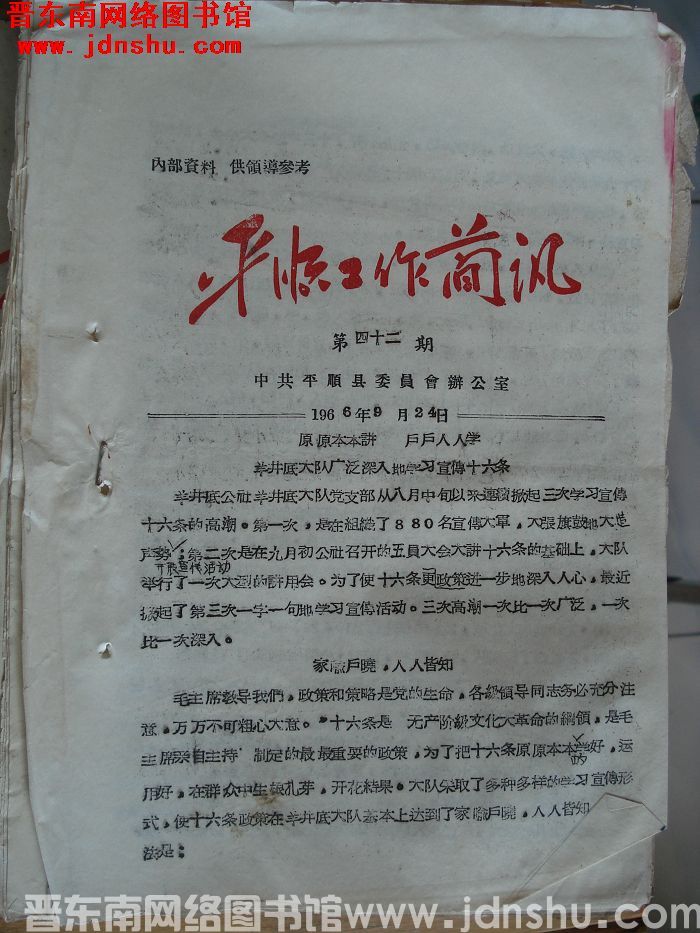 晋东南网络图书馆
www.jdnshu.com
內部資料 供領導參考
平顺工作简讯
第四十二期
中共平順县委員會辦公室
1966年9月24日
原原本本讲 戶戶人人学
羊井底大队广泛深入地学习宣傳十六条
羊井底公社羊井底大队党支部从八月中旬以来連續掀起三次学习宣傳
十六条的高潮。第一次，是在組織了880名宣傳大軍，大張旗鼓地大造
声势；第二次是在九月初公社召开的五員大会大讲十六条的基础上，大队
开展宣传活动
举行了一次大型的讲用会。为了使十六条更政策进一步地深入人心，最近
掀起了第三次一字一句地学习宣傳活动。三次高潮一次比一次广泛，一次
比一次深入。
家喻戶曉，人人皆知
毛主席教导我們，政策和策略是党的生命，各級領导同志务必充分注
意，万万不可粗心大意。十六条是 无产阶級文化大革命的綱領，是毛
主席亲自主持 制定的最最重要的政策，为了把十六条原原本本学好，运
的
用好，在群众中生根扎芽，开花結果。大队采取了多种多样的学习宣傳形
式，使十六条政策在羊井底大队基本上达到了家喻戶曉，人人皆知
法是：
晋东南网络图书馆 www.jdnshu.com